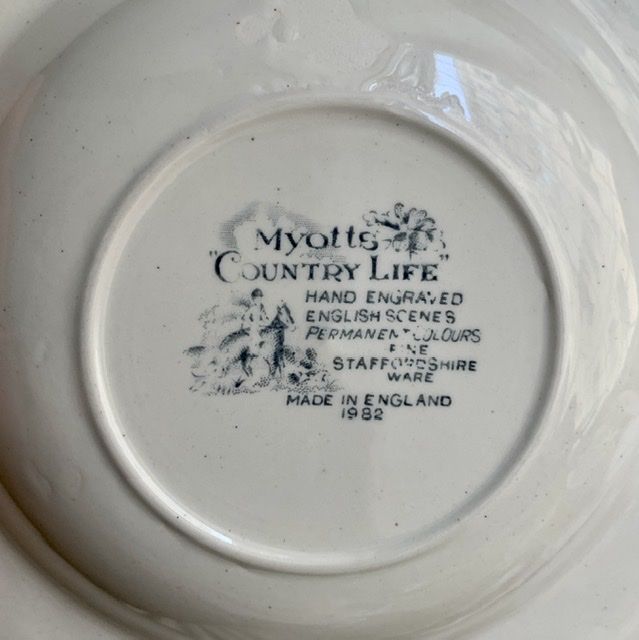 Myotts
"COUNTRY LIFE"
HAND ENGRAVED
ENGLISH SCENES
PERMANENT COLOURS
FINE
STAFFORDSHIRE
WARE
MADE IN ENGLAND
1982